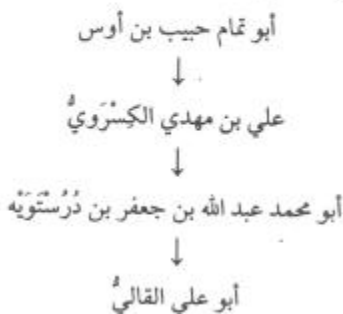 أبو تمام حبيب بن أوس
↓
علي بن مهدي الكِسْرَويُّ
↓
أبو محمد عبد الله بن جعفر بن دُرُسْتَوَيْه
↓
أبو علي القاليُّ